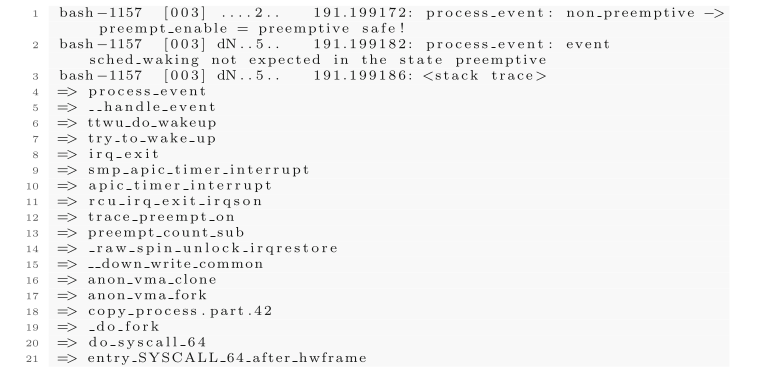 1 bash-1157 [003] ....2.. 191.199172: process_event: non_preemptive ->
preempt_enable = preemptive safe!
2 bash-1157 [003] dN..5.. 191.199182: process_event: event
sched_waking not expected in the state preemptive
3 bash-1157 [003] dN..5.. 191.199186: <stack trace>
4 => process_event
5 => __handle_event
6 => ttwu_do_wakeup
7 => try_to_wake_up
8 => irq_exit
9 => smp_apic_timer_interrupt
10 => apic_timer_interrupt
11 => rcu_irq_exit_irqson
12 => trace_preempt_on
13 => preempt_count_sub
14 => _raw_spin_unlock_irqrestore
15 => __down_write_common
16 => anon_vma_clone
17 => anon_vma_fork
18 => copy_process.part.42
19 => _do_fork
20 => do_syscall_64
21 => entry_SYSCALL_64_after_hwframe